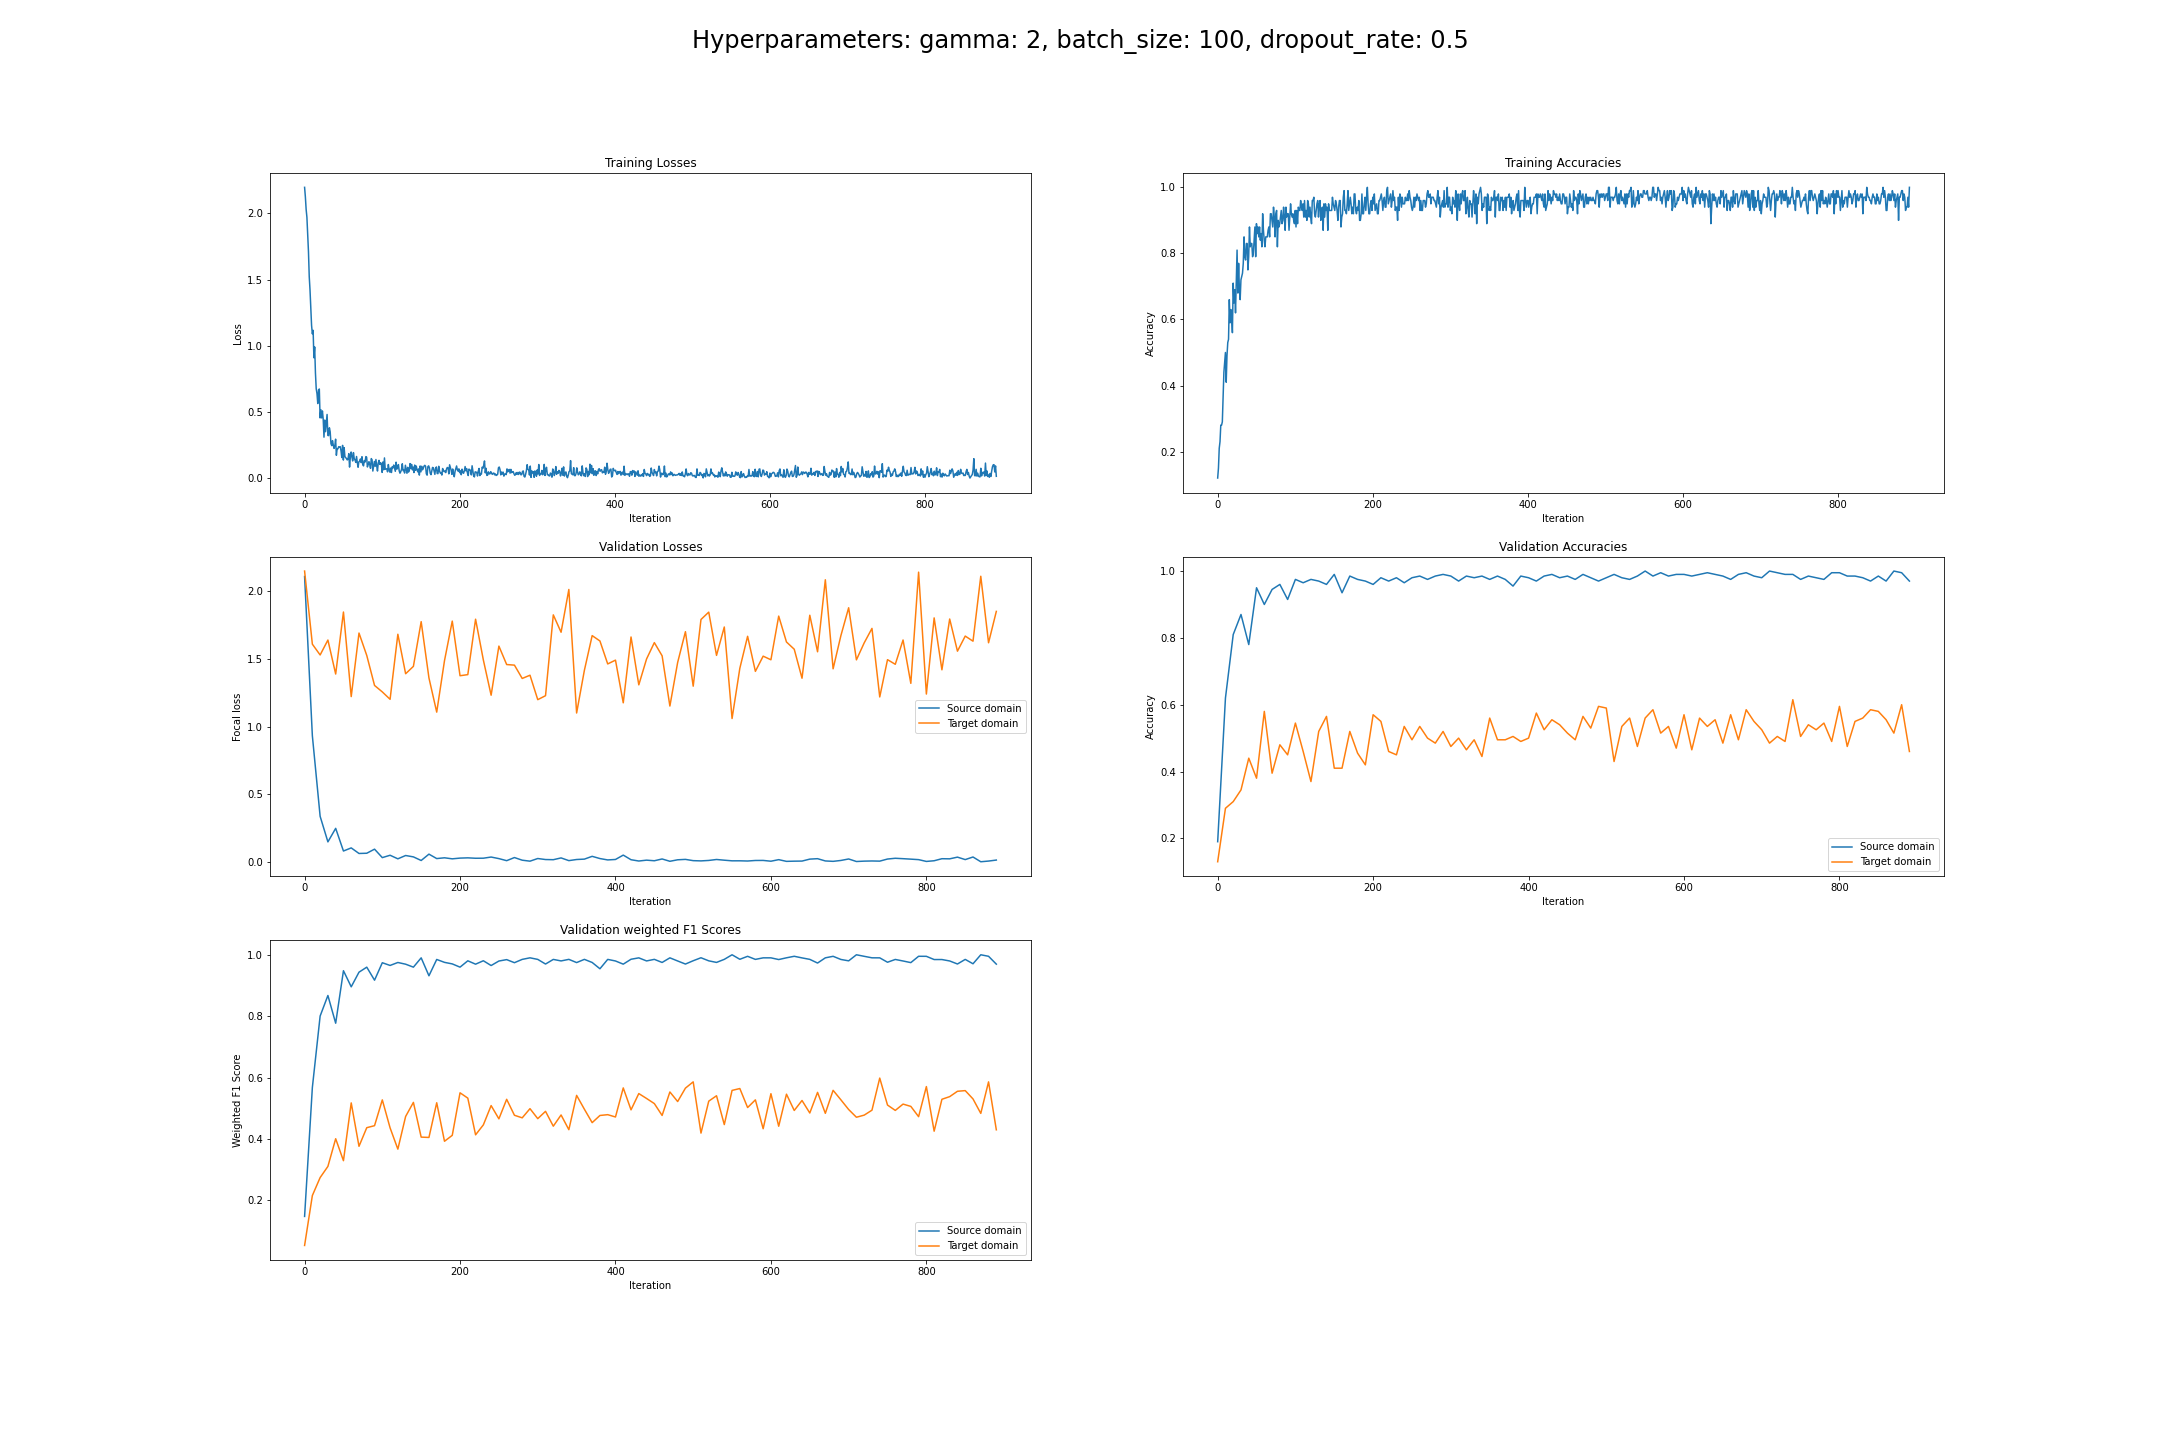 Hyperparameters: gamma: 2, batch_size: 100, dropout_rate: 0.5
Training Losses
Loss
2.0
1.5
1.0
0.5
0.0
0 200 400 600 800
Iteration
Training Accuracies
Accuracy
1.0
0.8
0.6
0.4
0.2
0 200 400 600 800
Iteration
Validation Losses
Focal loss
2.0
1.5
1.0
0.5
0.0
Source domain
Target domain
0 200 400 600 800
Iteration
Validation Accuracies
Accuracy
1.0
0.8
0.6
0.4
0.2
Source domain
Target domain
0 200 400 600 800
Iteration
Validation weighted F1 Scores
Weighted F1 Score
1.0
0.8
0.6
0.4
0.2
Source domain
Target domain
0 200 400 600 800
Iteration